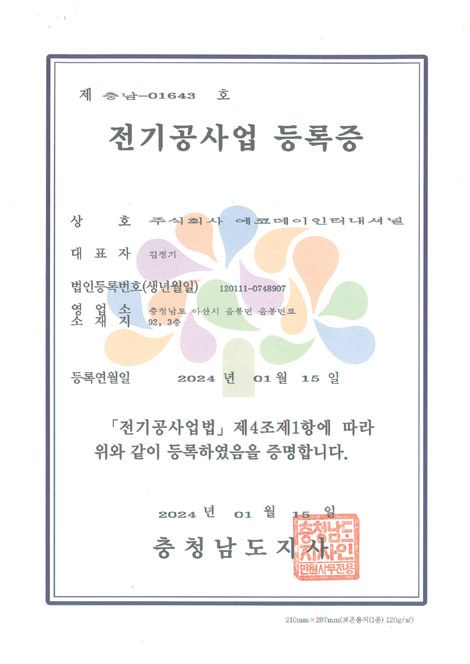 제 충남-01643 호
전기공사업 등록증
상 호 주식회사 에코데이인터내셔널
대 표 자 김정기
법인등록번호(생년월일) 120111-0748907
영 업 소 소 재 지 충청남도 아산시 음봉면 음봉면로
92, 3층
등록연월일 2024 년 01 월 15 일
「전기공사업법」제4조제1항에 따라
위와 같이 등록하였음을 증명합니다.
2024 년 01 월 15 일
충청남도지사
충청남도
지사인
민원사무전용
210mm×297mm(보존용지(1종) 120g/㎡)